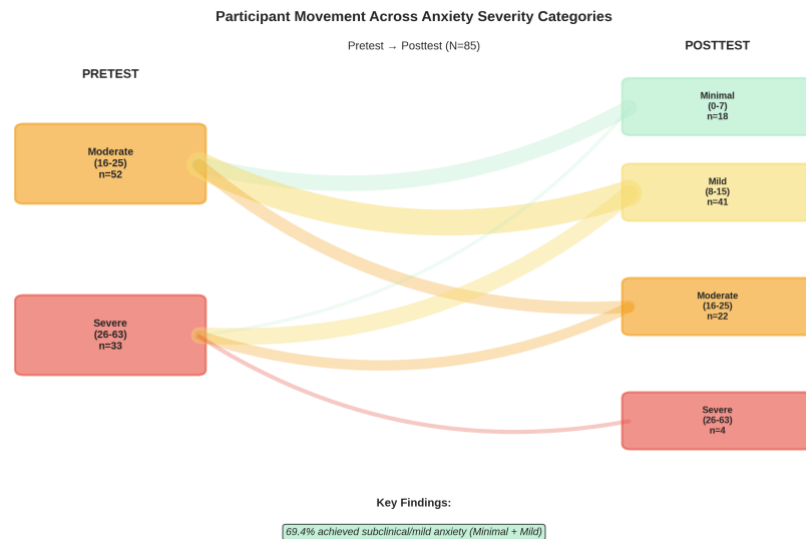 Participant Movement Across Anxiety Severity Categories
Pretest → Posttest (N=85)
PRETEST
POSTTEST
Moderate
(16-25)
n=52
Severe
(26-63)
n=33
Minimal
(0-7)
n=18
Mild
(8-15)
n=41
Moderate
(16-25)
n=22
Severe
(26-63)
n=4
Key Findings:
69.4% achieved subclinical/mild anxiety (Minimal + Mild)